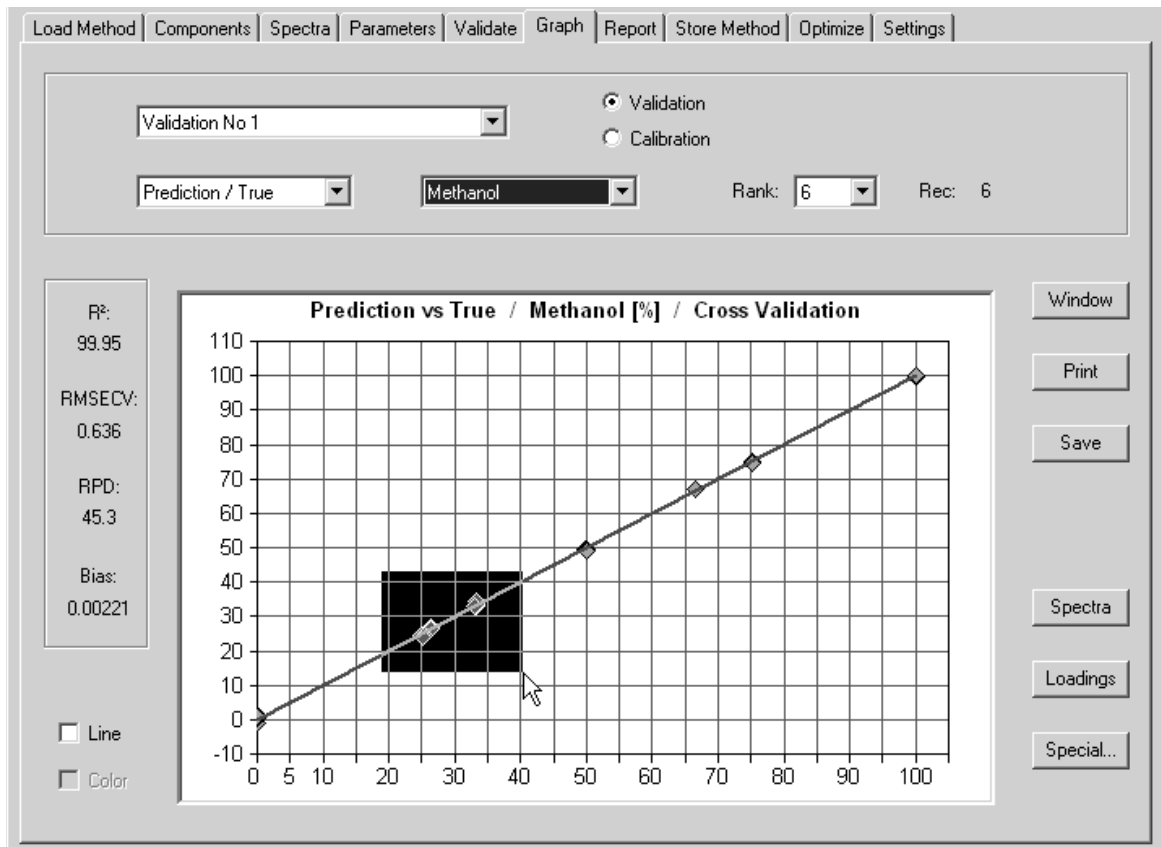 Load Method Components Spectra Parameters Validate Graph Report Store Method Optimize Settings
Validation No 1
Validation
Calibration
Prediction / True Methanol Rank: 6 Rec: 6
R²:
99.95
RMSECV:
0.636
RPD:
45.3
Bias:
0.00221
Line
Color
Prediction vs True / Methanol [%] / Cross Validation
110
100
90
80
70
60
50
40
30
20
10
0
-10
0 5 10 20 30 40 50 60 70 80 90 100
Window
Print
Save
Spectra
Loadings
Special...